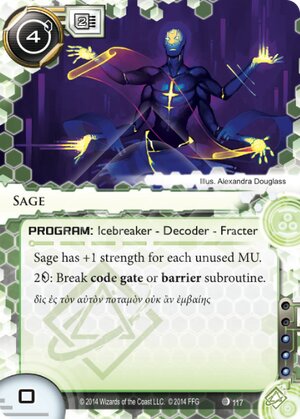 4
2
Illus. Alexandra Douglass
SAGE
PROGRAM: Icebreaker - Decoder - Fracter
Sage has +1 strength for each unused MU.
2: Break code gate or barrier subroutine.
δὶς ἐς τὸν αὐτὸν ποταμὸν οὐκ ἂν ἐμβαίης
0
© 2014 Wizards of the Coast LLC. © 2014 FFG
117